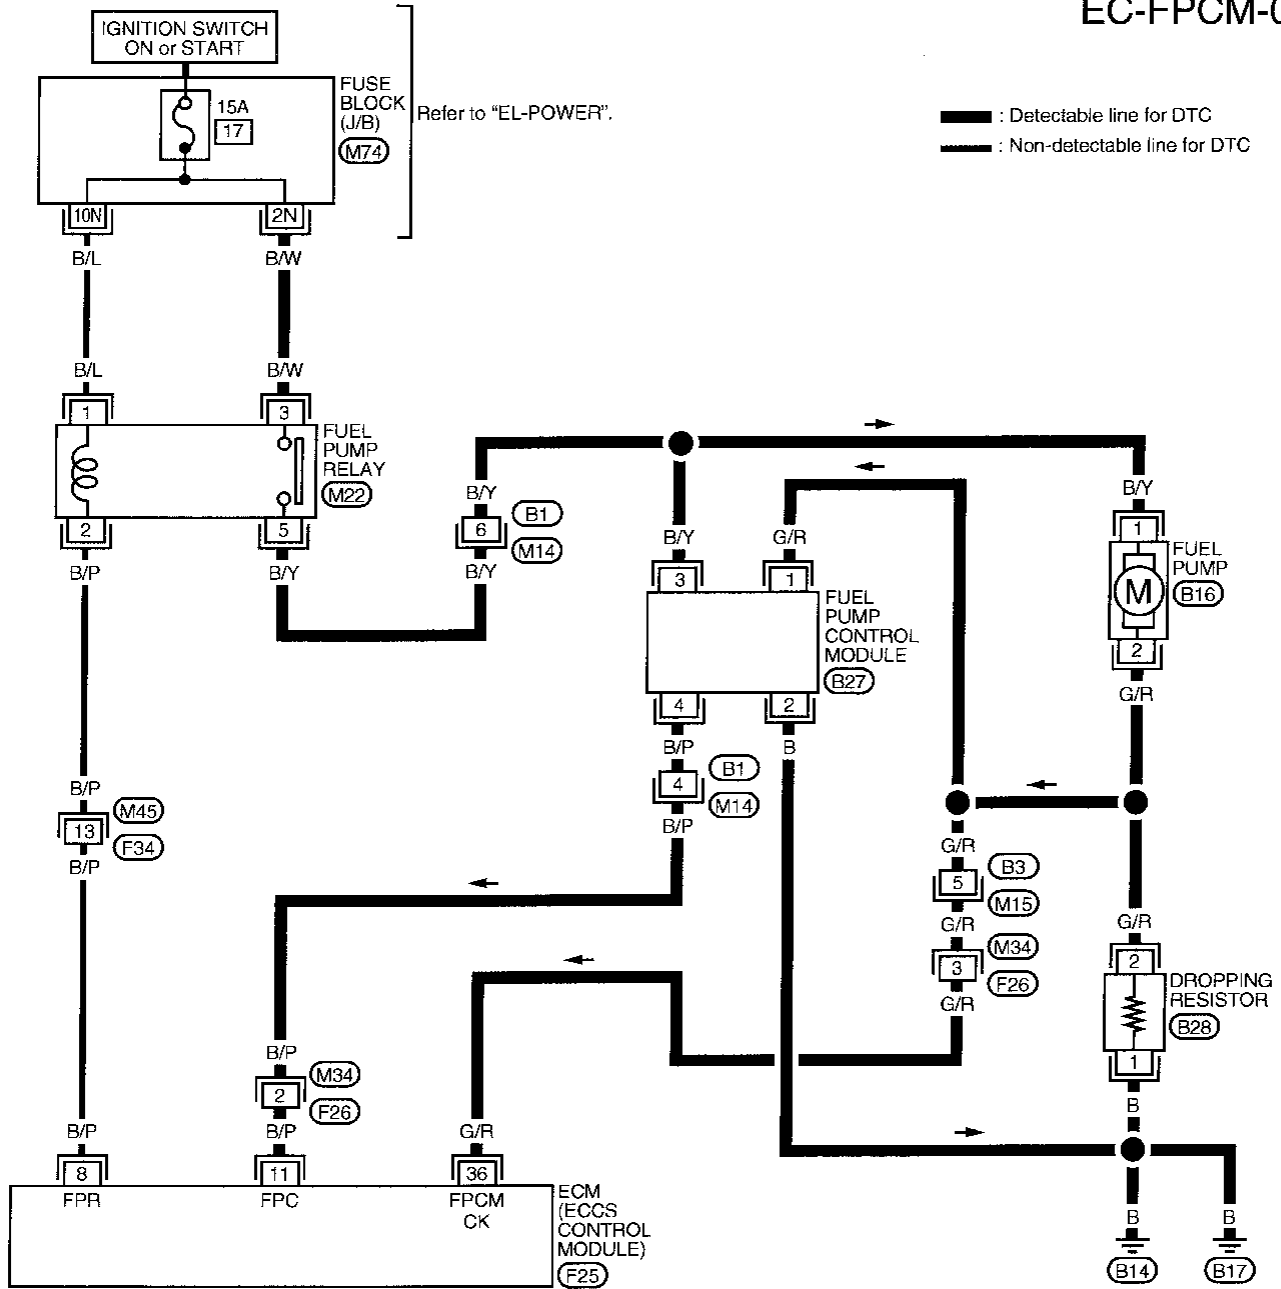 EC-FPCM-0
IGNITION SWITCH
ON or START
FUSE
BLOCK
(J/B)
M74
15A
17
Refer to "EL-POWER".
: Detectable line for DTC
: Non-detectable line for DTC
10N
2N
B/L
B/W
B/L
B/W
1
3
FUEL
PUMP
RELAY
M22
2
5
B/P
B/Y
B/Y
6
B1
M14
B/Y
B/Y
G/R
3
1
FUEL
PUMP
CONTROL
MODULE
B27
4
2
B/P
B
4
B1
M14
B/P
B/Y
1
FUEL
PUMP
B16
M
2
G/R
B/P
13
M45
F34
B/P
G/R
5
B3
M15
G/R
3
M34
F26
G/R
G/R
2
DROPPING
RESISTOR
B28
1
B
B/P
2
M34
F26
B/P
B/P
G/R
8
11
36
FPR
FPC
FPCM
CK
ECM
(ECCS
CONTROL
MODULE)
F25
B
B
B14
B17